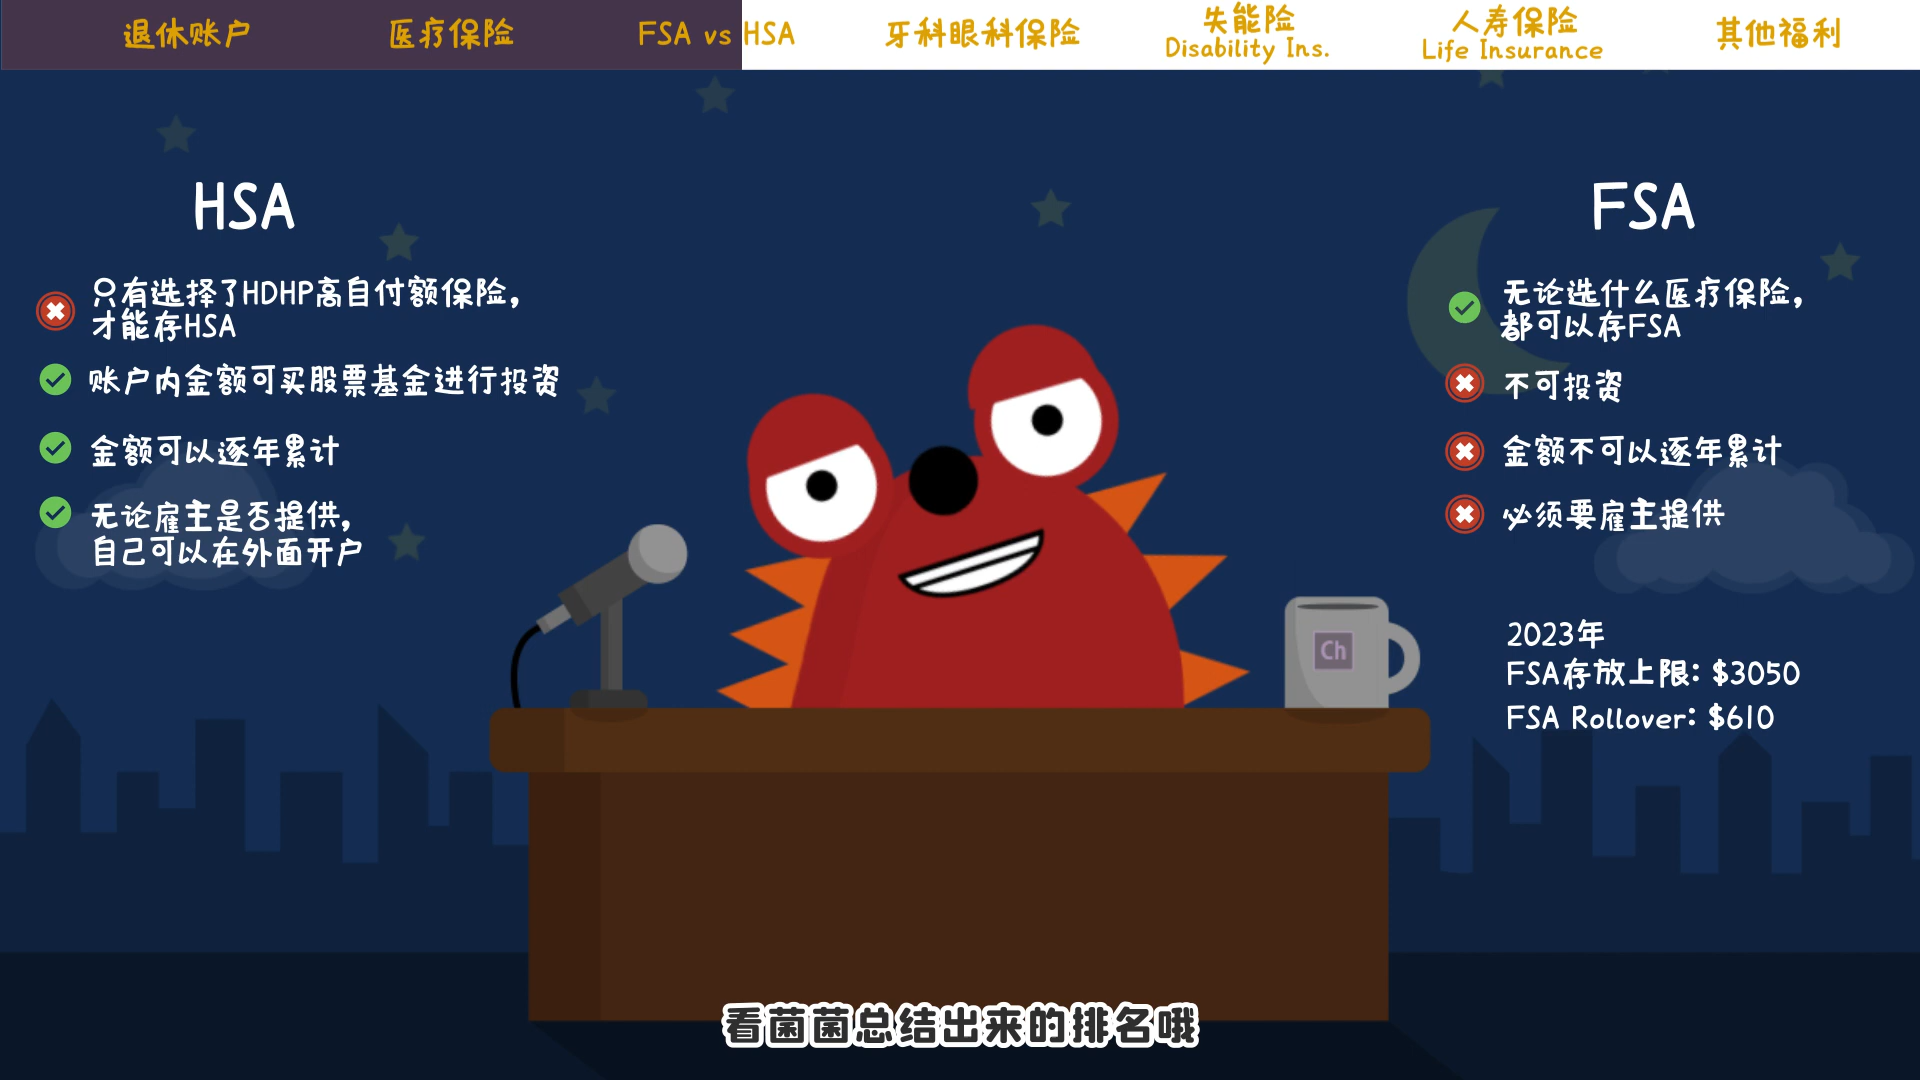 退休账户
医疗保险
FSA vs HSA
牙科眼科保险
失能险
Disability Ins.
人寿保险
Life Insurance
其他福利
HSA
只有选择了HDHP高自付额保险，
才能存HSA
账户内金额可买股票基金进行投资
金额可以逐年累计
无论雇主是否提供，
自己可以在外面开户
FSA
无论选什么医疗保险，
都可以存FSA
不可投资
金额不可以逐年累计
必须要雇主提供
2023年
FSA存放上限: $3050
FSA Rollover: $610
Ch
看菌菌总结出来的排名哦